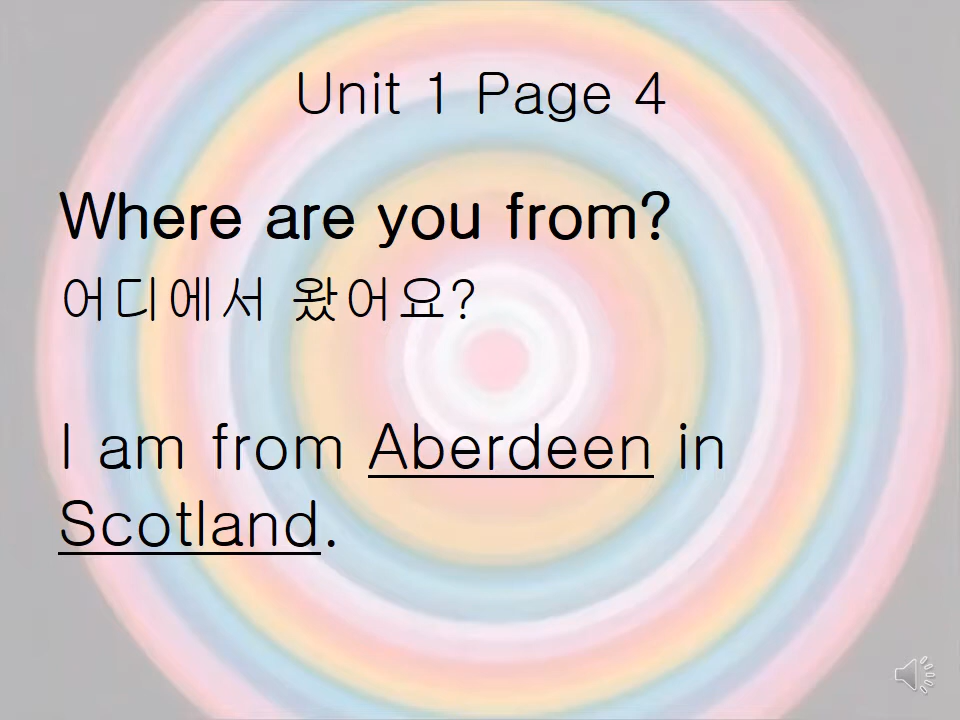 Unit 1 Page 4
Where are you from?
어디에서 왔어요?
I am from Aberdeen in
Scotland.